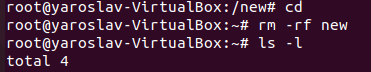 root@yaroslav-VirtualBox:/new# cd
root@yaroslav-VirtualBox:~# rm -rf new
root@yaroslav-VirtualBox:~# ls -l
total 4